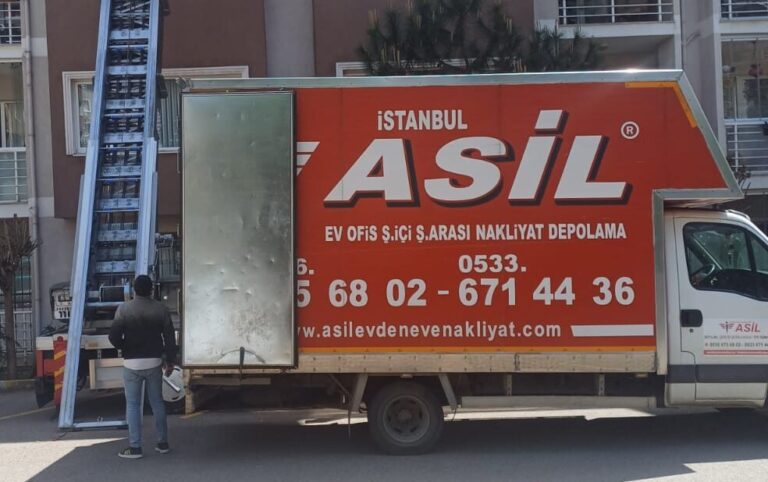 İSTANBUL
ASİL ®
EV OFİS Ş.İÇİ Ş.ARASI NAKLİYAT DEPOLAMA
6. 0533.
5 68 02 - 671 44 36
www.asilevdenevenakliyat.com
ASİL